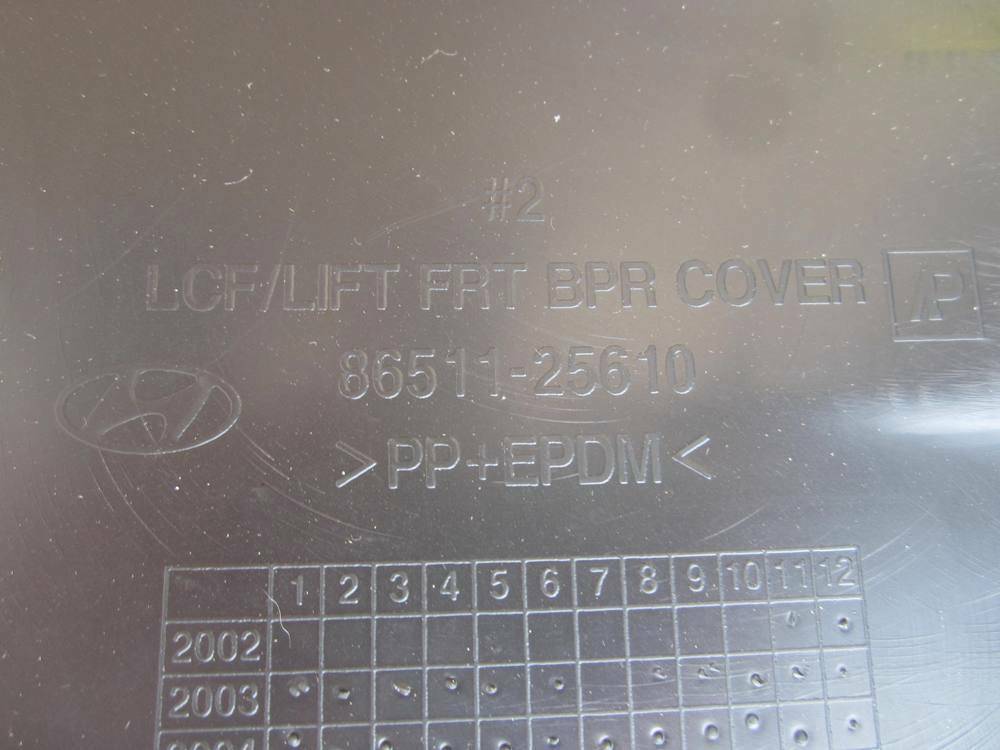 #2
LCF/LIFT FRT BPR COVER
86511-25610
>PP+EPDM<
1 2 3 4 5 6 7 8 9 10 11 12
2002
2003